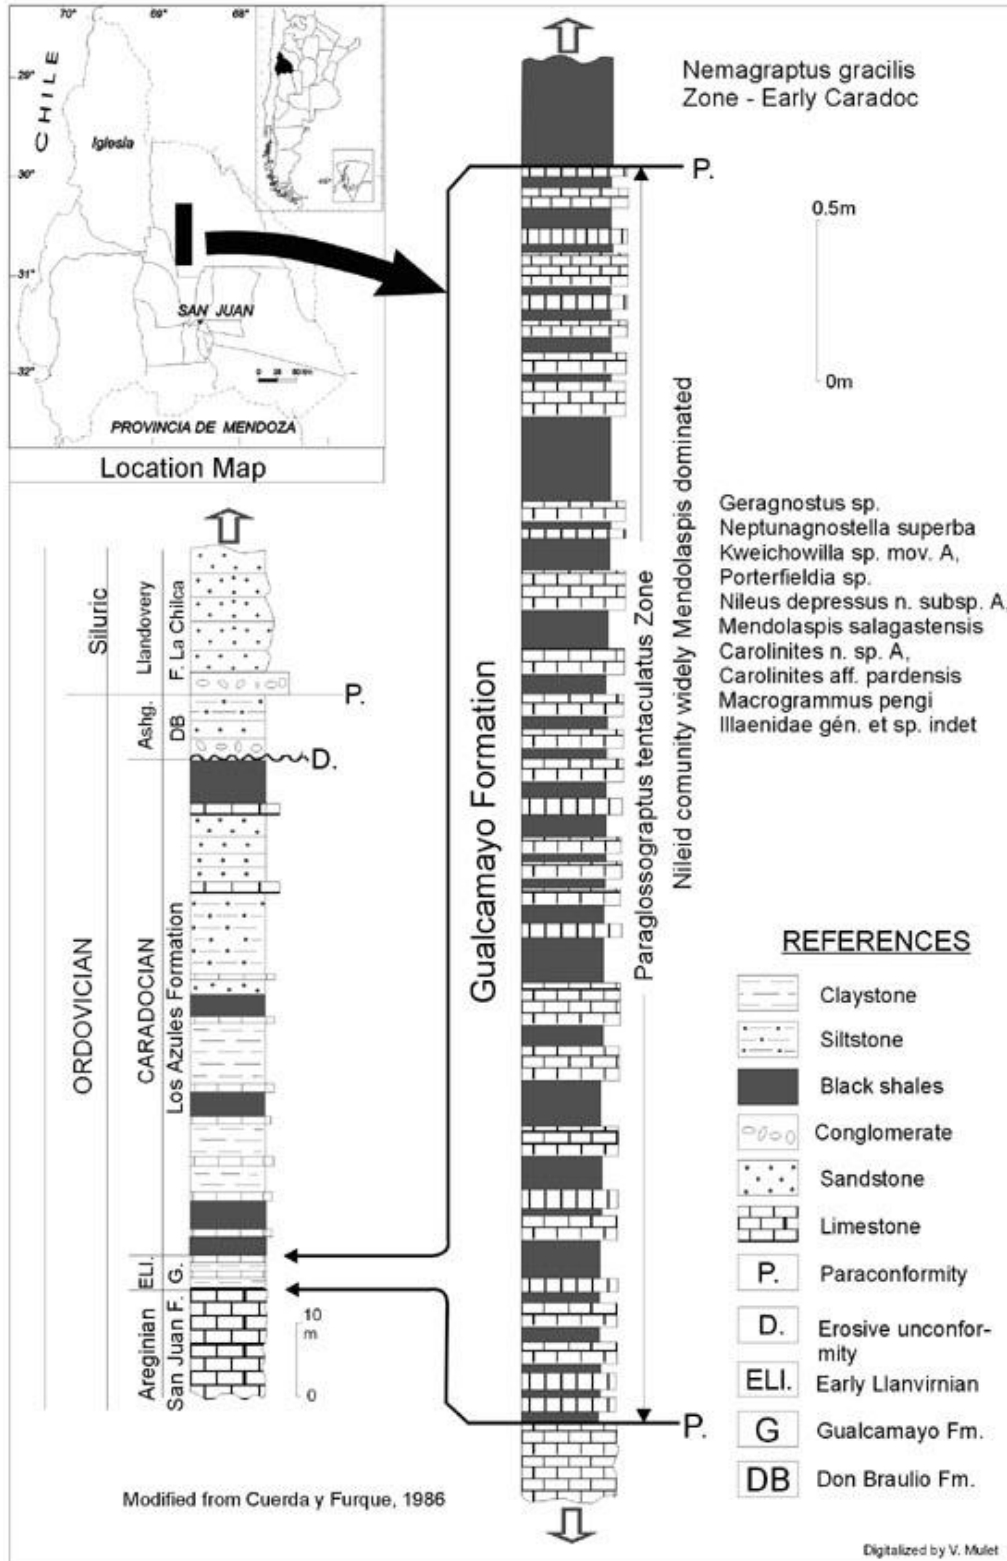 70°
69°
68°
29°
30°
31°
32°
CHILE
Iglesia
SAN JUAN
PROVINCIA DE MENDOZA
Location Map
Nemagraptus gracilis
Zone - Early Caradoc
P.
0.5m
0m
Gualcamayo Formation
Paraglossograptus tentaculatus Zone
Nileid comunity widely Mendolaspis dominated
Geragnostus sp.
Neptunagnostella superba
Kweichowilla sp. mov. A,
Porterfieldia sp.
Nileus depressus n. subsp. A,
Mendolaspis salagastensis
Carolinites n. sp. A,
Carolinites aff. pardensis
Macrogrammus pengi
Illaenidae gén. et sp. indet
P.
Siluric
Llandovery
F. La Chilca
P.
Ashg.
DB
D.
ORDOVICIAN
CARADOCIAN
Los Azules Formation
ELI.
G.
Areginian
San Juan F.
10
m
0
REFERENCES
Claystone
Siltstone
Black shales
Conglomerate
Sandstone
Limestone
P. Paraconformity
D. Erosive unconfor-
mity
ELI. Early Llanvirnian
G Gualcamayo Fm.
DB Don Braulio Fm.
Modified from Cuerda y Furque, 1986
Digitalized by V. Mulet